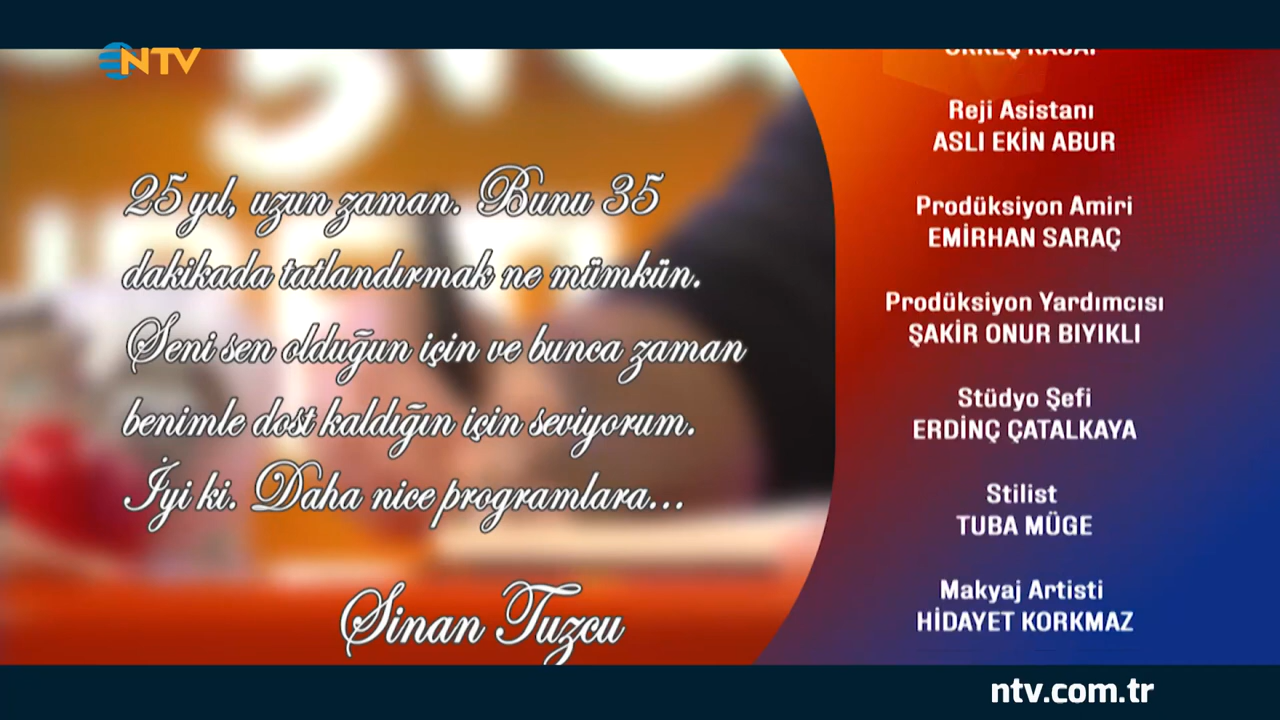 NTV
25 yıl, uzun zaman. Bunu 35
dakikada tatlandırmak ne mümkün.
Seni sen olduğun için ve bunca zaman
benimle dost kaldığın için seviyorum.
İyi ki. Daha nice programlara...
Sinan Tuzcu
Reji Asistanı
ASLI EKİN ABUR
Prodüksiyon Amiri
EMİRHAN SARAÇ
Prodüksiyon Yardımcısı
ŞAKİR ONUR BIYIKLI
Stüdyo Şefi
ERDİNÇ ÇATALKAYA
Stilist
TUBA MÜGE
Makyaj Artisti
HİDAYET KORKMAZ
ntv.com.tr